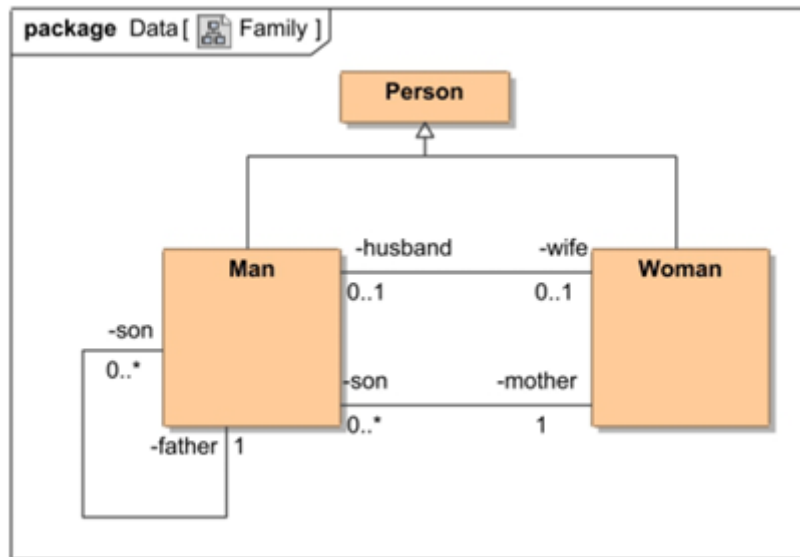 package Data [ Family ]
Person
-husband -wife
Man Woman
0..1 0..1
-son
0..*
-son -mother
0..* 1
-father 1